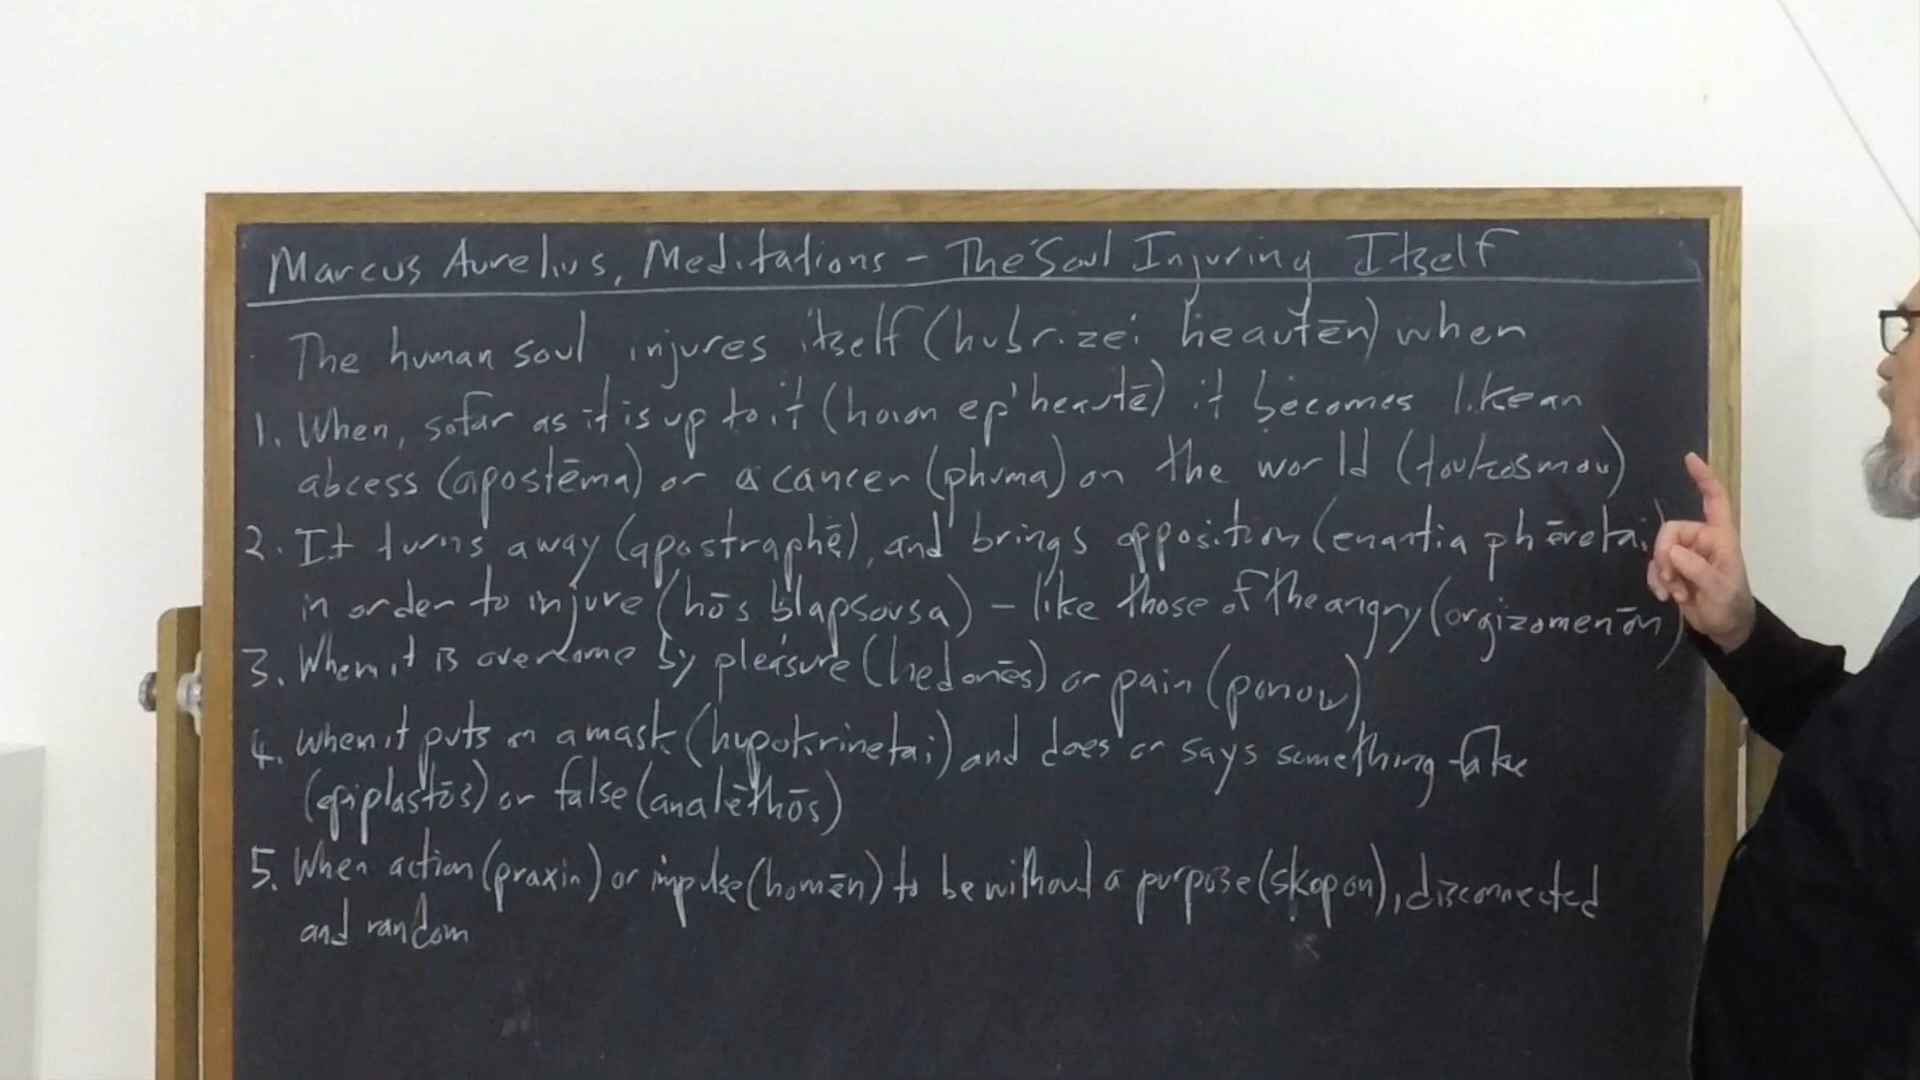 Marcus Aurelius, Meditations - The Soul Injuring Itself
The human soul injures itself (hubrizei heautēn) when
1. When, so far as it is up to it (hoion ep' heautē) it becomes like an
abcess (apostēma) or a cancer (phuma) on the world (tou kosmou)
2. It turns away (apostraphē), and brings opposition (enantia phēretai)
in order to injure (hōs blapsousa) - like those of the angry (orgizomenōn)
3. When it is overcome by pleasure (hedonēs) or pain (ponou)
4. When it puts on a mask (hupokrinetai) and does or says something fake
(epiplastōs) or false (analēthōs)
5. When action (praxin) or impulse (homēn) to be without a purpose (skopon), disconnected
and random